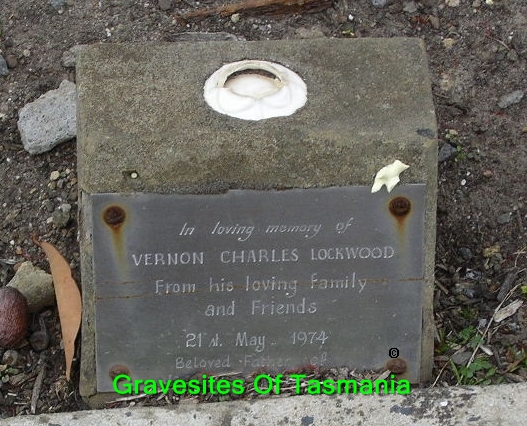 In loving memory of
VERNON CHARLES LOCKWOOD
From his loving Family
and Friends
21st. May 1974
Beloved Father of
©
Gravesites Of Tasmania